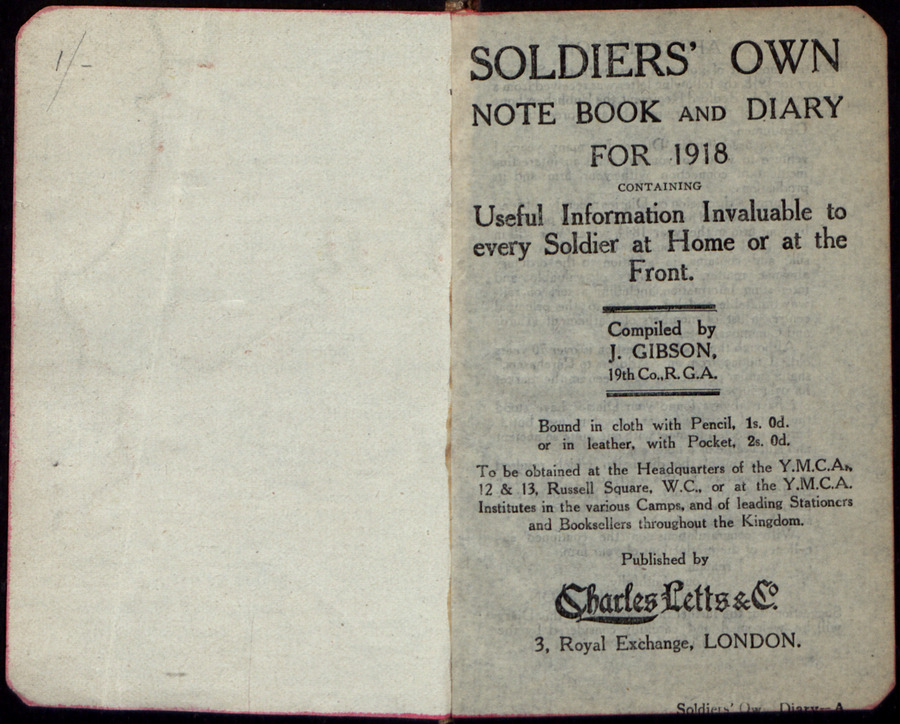 1/-
SOLDIERS' OWN
NOTE BOOK AND DIARY
FOR 1918
CONTAINING
Useful Information Invaluable to
every Soldier at Home or at the
Front.
Compiled by
J. GIBSON,
19th Co., R.G.A.
Bound in cloth with Pencil, 1s. 0d.
or in leather, with Pocket, 2s. 0d.
To be obtained at the Headquarters of the Y.M.C.A.,
12 & 13, Russell Square, W.C., or at the Y.M.C.A.
Institutes in the various Camps, and of leading Stationers
and Booksellers throughout the Kingdom.
Published by
Charles Letts & Co.
3, Royal Exchange, LONDON.
Soldiers' Own Diary—A